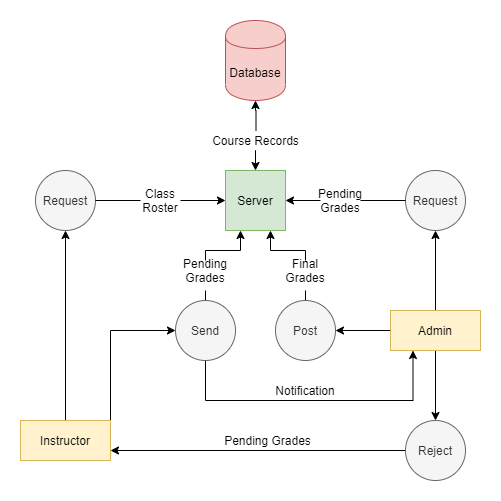 Database
Course Records
Request
Class
Roster
Server
Pending
Grades
Request
Pending
Grades
Final
Grades
Send
Post
Admin
Notification
Instructor
Pending Grades
Reject